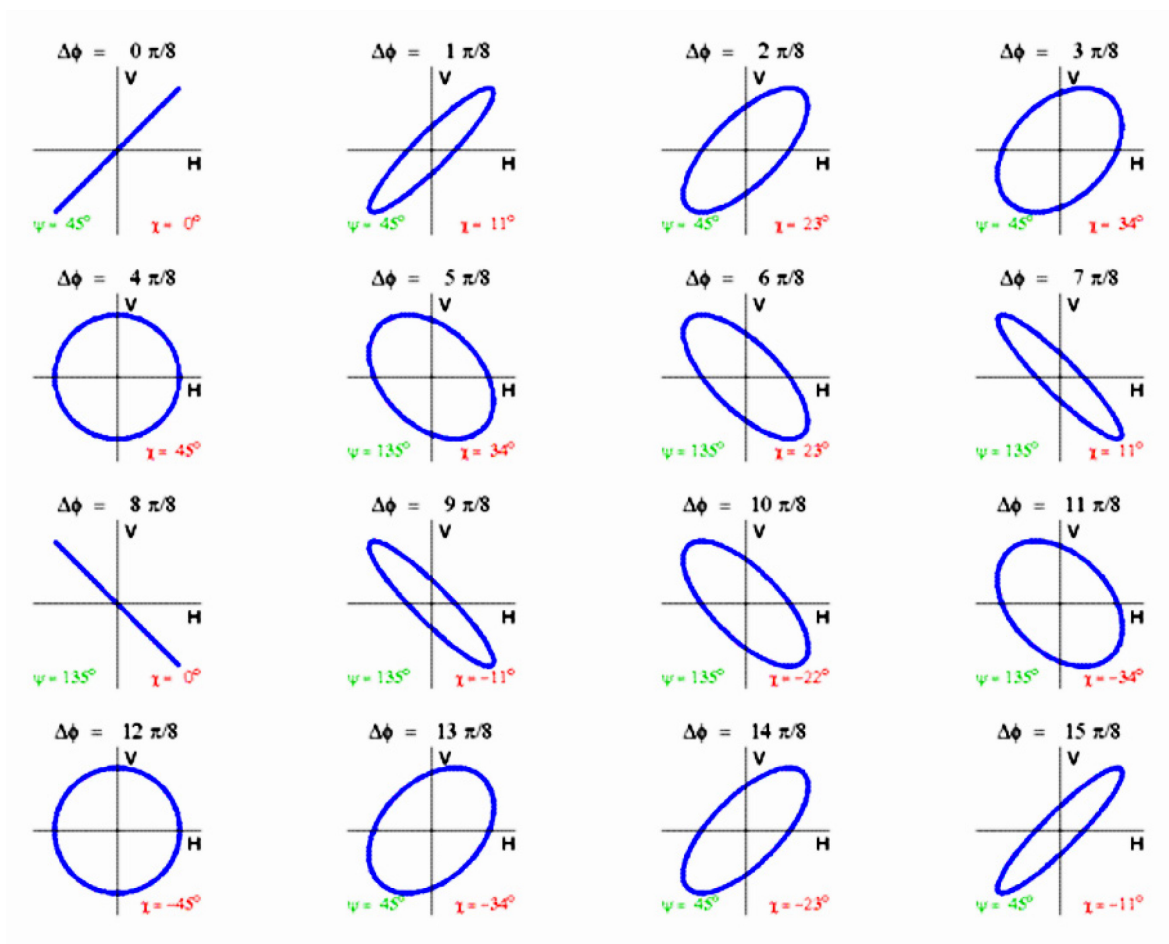 Δϕ = 0 π/8 Δϕ = 1 π/8 Δϕ = 2 π/8 Δϕ = 3 π/8
V V V V
H H H H
ψ = 45° χ = 0° ψ = 45° χ = 11° ψ = 45° χ = 23° ψ = 45° χ = 34°
Δϕ = 4 π/8 Δϕ = 5 π/8 Δϕ = 6 π/8 Δϕ = 7 π/8
V V V V
H H H H
χ = 45° ψ = 135° χ = 34° ψ = 135° χ = 23° ψ = 135° χ = 11°
Δϕ = 8 π/8 Δϕ = 9 π/8 Δϕ = 10 π/8 Δϕ = 11 π/8
V V V V
H H H H
ψ = 135° χ = 0° ψ = 135° χ = -11° ψ = 135° χ = -22° ψ = 135° χ = -34°
Δϕ = 12 π/8 Δϕ = 13 π/8 Δϕ = 14 π/8 Δϕ = 15 π/8
V V V V
H H H H
χ = -45° ψ = 45° χ = -34° ψ = 45° χ = -23° ψ = 45° χ = -11°